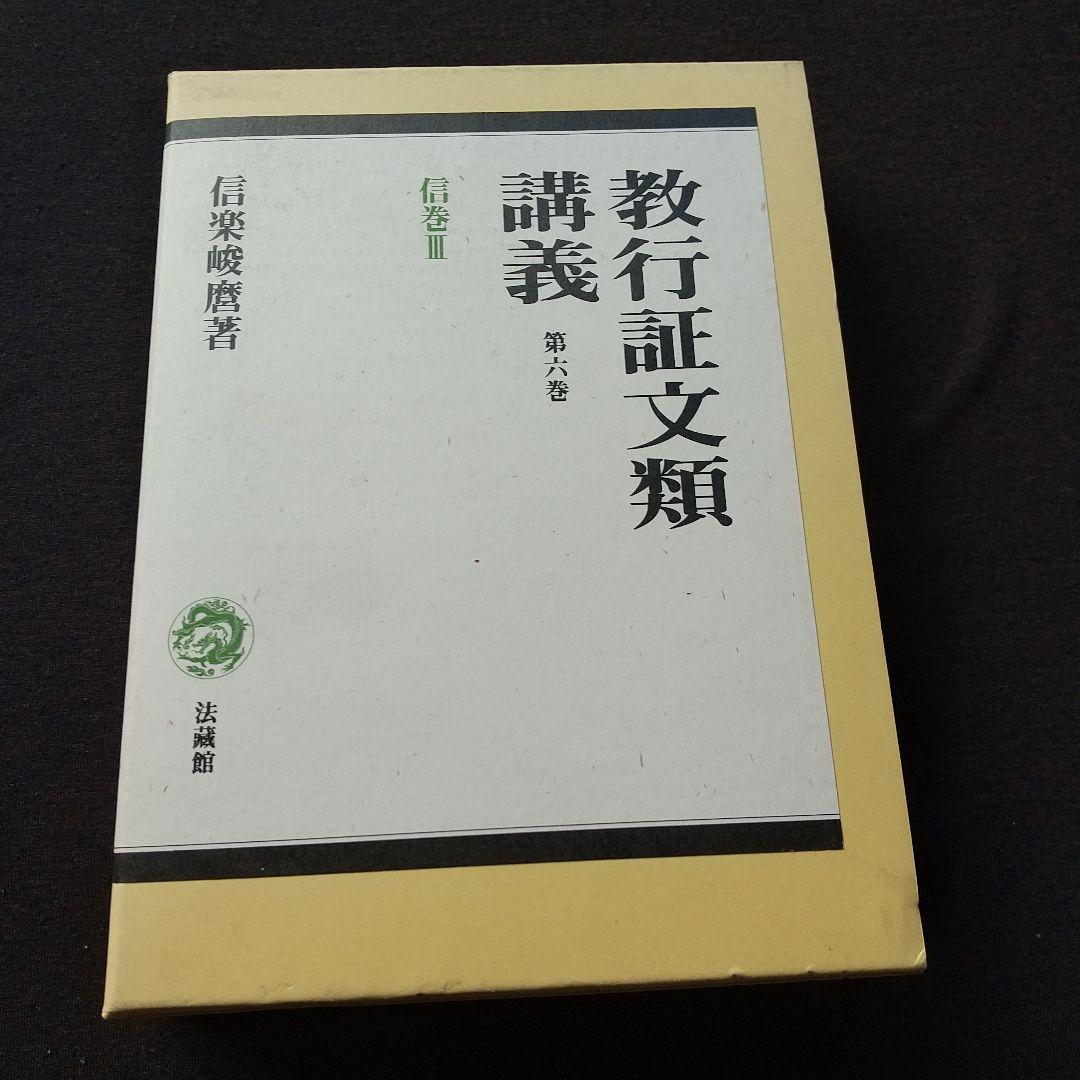 教行証文類
講義 第六巻
信巻Ⅲ
信楽峻麿著
法藏館